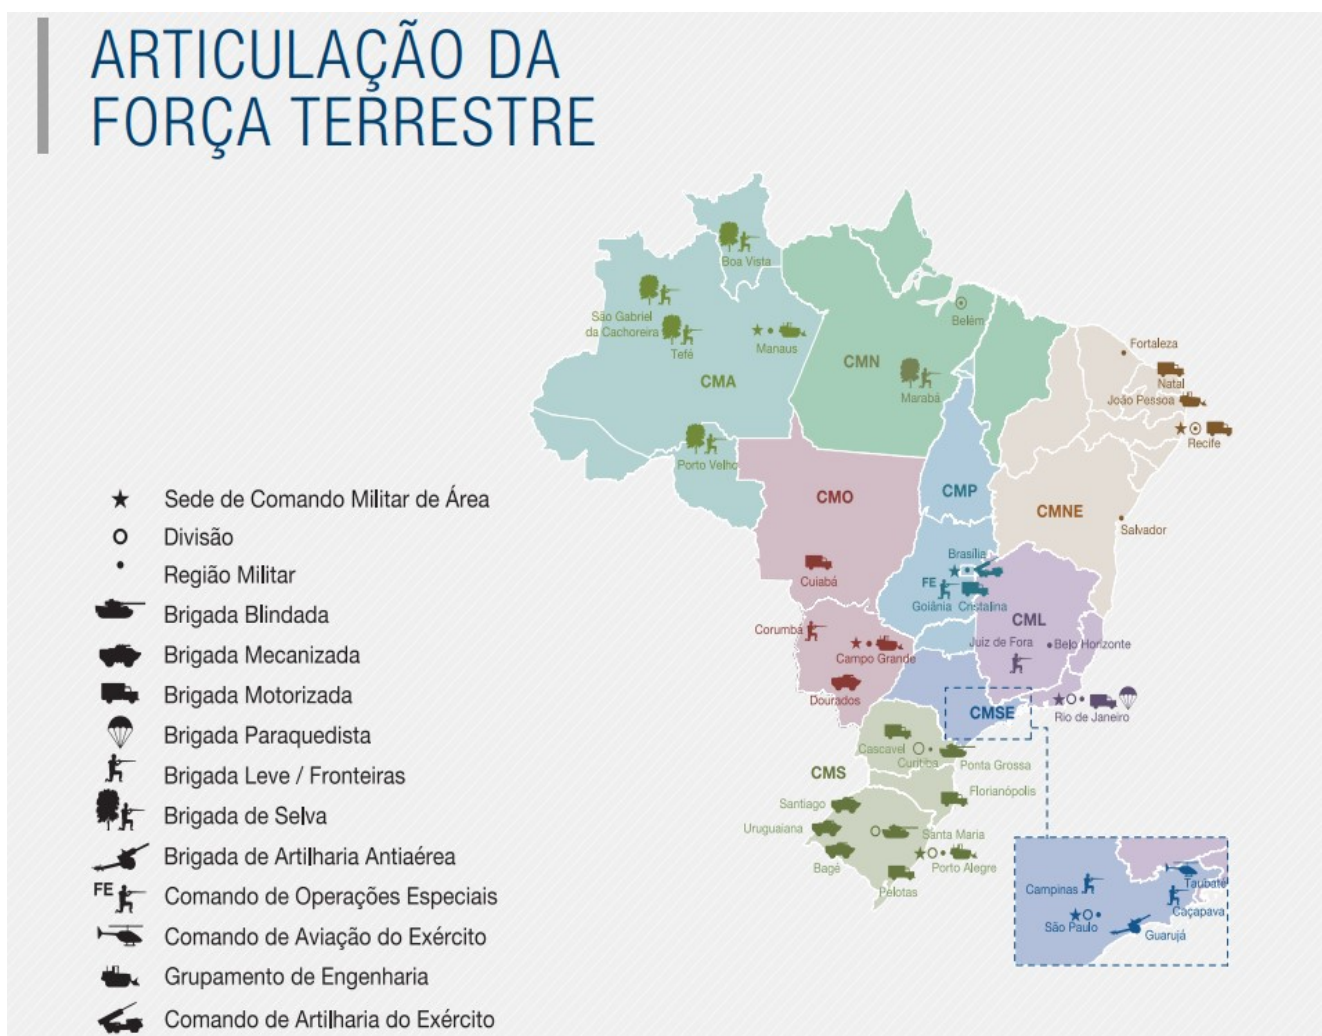 ARTICULAÇÃO DA
FORÇA TERRESTRE
★ Sede de Comando Militar de Área
Divisão
Região Militar
Brigada Blindada
Brigada Mecanizada
Brigada Motorizada
Brigada Paraquedista
Brigada Leve / Fronteiras
Brigada de Selva
Brigada de Artilharia Antiaérea
FE Comando de Operações Especiais
Comando de Aviação do Exército
Grupamento de Engenharia
Comando de Artilharia do Exército
Boa Vista
São Gabriel
da Cachoreira
Tefé
Manaus
CMA
Porto Velho
CMN
Belém
Marabá
Fortaleza
Natal
João Pessoa
Recife
CMNE
Salvador
CMO
Cuiabá
Corumbá
Campo Grande
Dourados
CMP
Brasília
FE
Goiânia
Cristalina
CML
Juiz de Fora
Belo Horizonte
Rio de Janeiro
CMSE
Cascavel
Curitiba
Ponta Grossa
CMS
Florianópolis
Santiago
Uruguaiana
Santa Maria
Bagé
Porto Alegre
Pelotas
Campinas
Taubaté
Caçapava
São Paulo
Guarujá